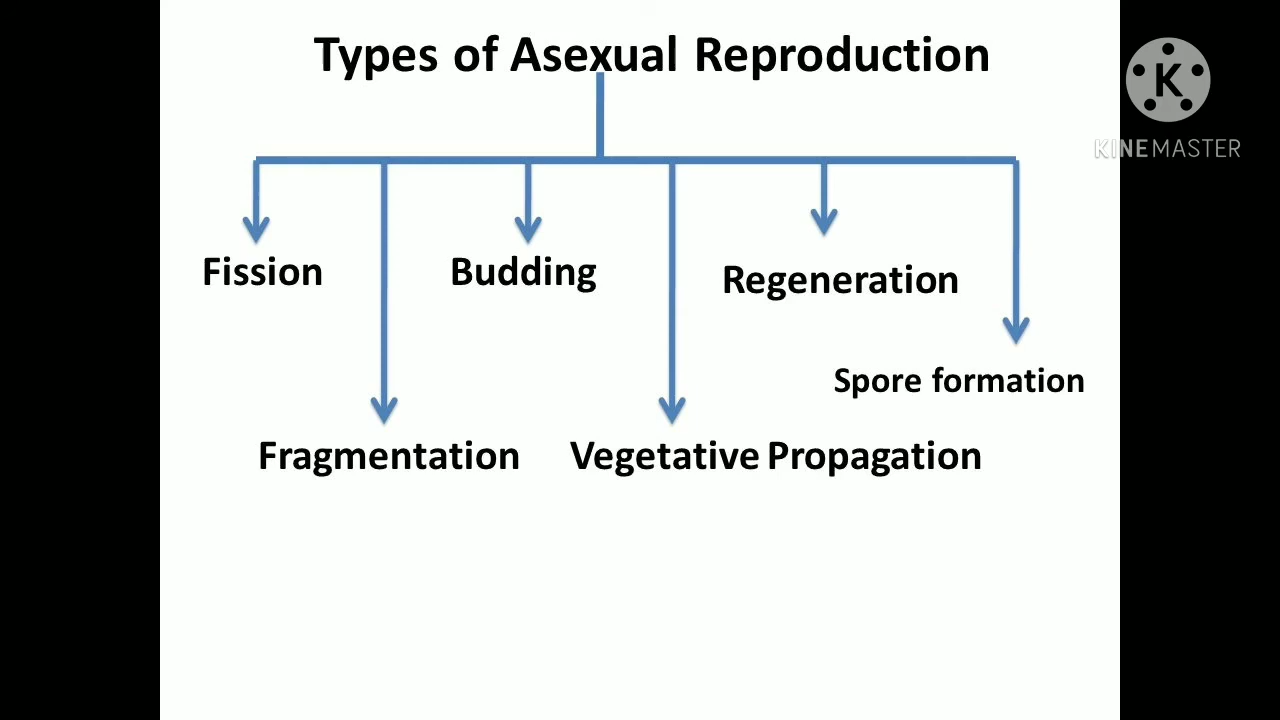 Types of Asexual Reproduction
K
KINEMASTER
Fission
Budding
Regeneration
Spore formation
Fragmentation
Vegetative Propagation